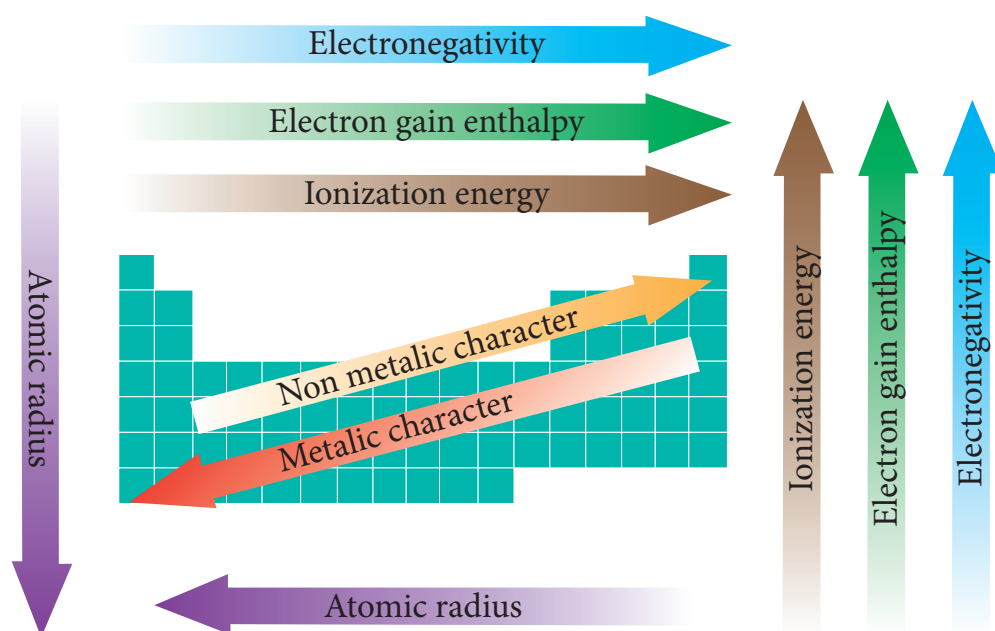 Electronegativity
Electron gain enthalpy
Ionization energy
Atomic radius
Non metalic character
Metalic character
Ionization energy
Electron gain enthalpy
Electronegativity
Atomic radius